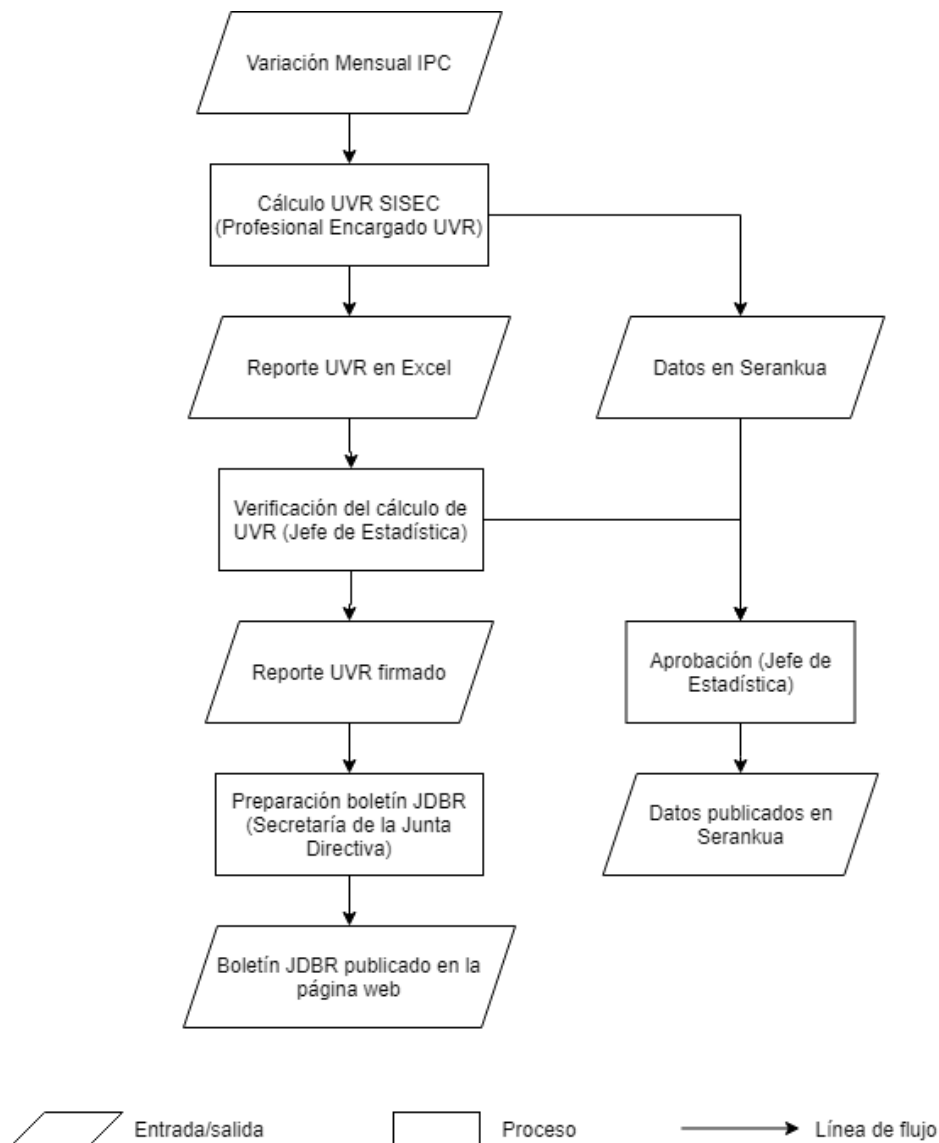 Variación Mensual IPC
Cálculo UVR SISEC
(Profesional Encargado UVR)
Reporte UVR en Excel
Datos en Serankua
Verificación del cálculo de
UVR (Jefe de Estadística)
Reporte UVR firmado
Aprobación (Jefe de
Estadística)
Preparación boletín JDBR
(Secretaría de la Junta
Directiva)
Datos publicados en
Serankua
Boletín JDBR publicado en la
página web
Entrada/salida
Proceso
Línea de flujo